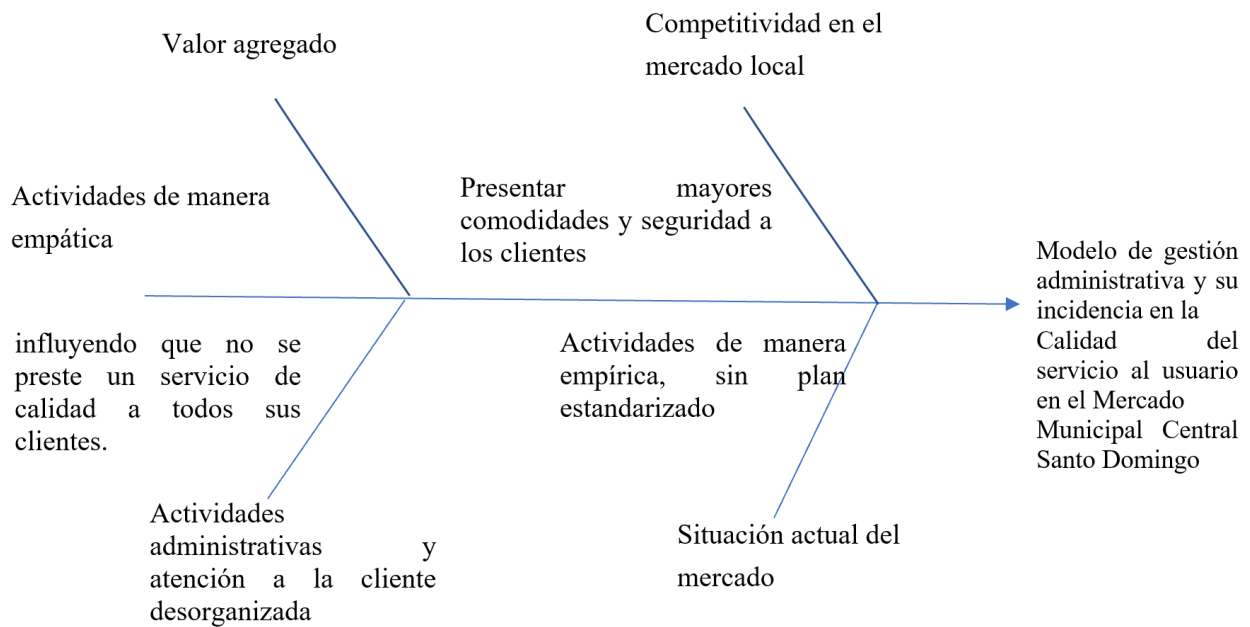 Valor agregado
Competitividad en el
mercado local
Actividades de manera
empática
Presentar mayores
comodidades y seguridad a
los clientes
Modelo de gestión
administrativa y su
incidencia en la
Calidad del
servicio al usuario
en el Mercado
Municipal Central
Santo Domingo
influyendo que no se
preste un servicio de
calidad a todos sus
clientes.
Actividades de manera
empírica, sin plan
estandarizado
Actividades
administrativas y
atención a la cliente
desorganizada
Situación actual del
mercado